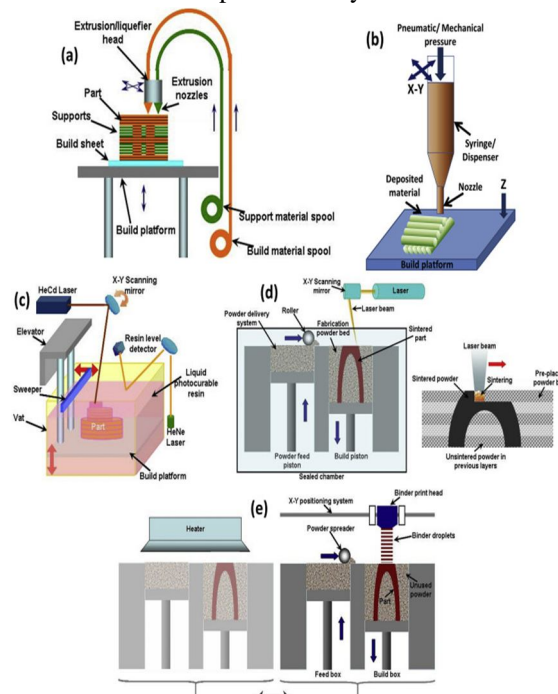 Extrusion/liquefier
head
(a)
Extrusion
nozzles
Part
Supports
Build sheet
Build platform
Support material spool
Build material spool
(b)
Pneumatic/ Mechanical
pressure
X-Y
Syringe/
Dispenser
Deposited
material
Nozzle
Z
Build platform
(c)
HeCd Laser
X-Y Scanning
mirror
Elevator
Resin level
detector
Sweeper
Liquid
photocurable
resin
Vat
Part
HeNe
Laser
Build platform
(d)
X-Y Scanning
mirror
Laser
Laser beam
Roller
Powder delivery
system
Fabrication
powder bed
Sintered
part
Powder feed
piston
Build piston
Sealed chamber
Laser beam
Sintered powder
Sintering
Unsintered powder in
previous layers
(e)
Heater
X-Y positioning system
Binder print head
Powder spreader
Binder droplets
Unused
powder
Part
Feed box
Build box